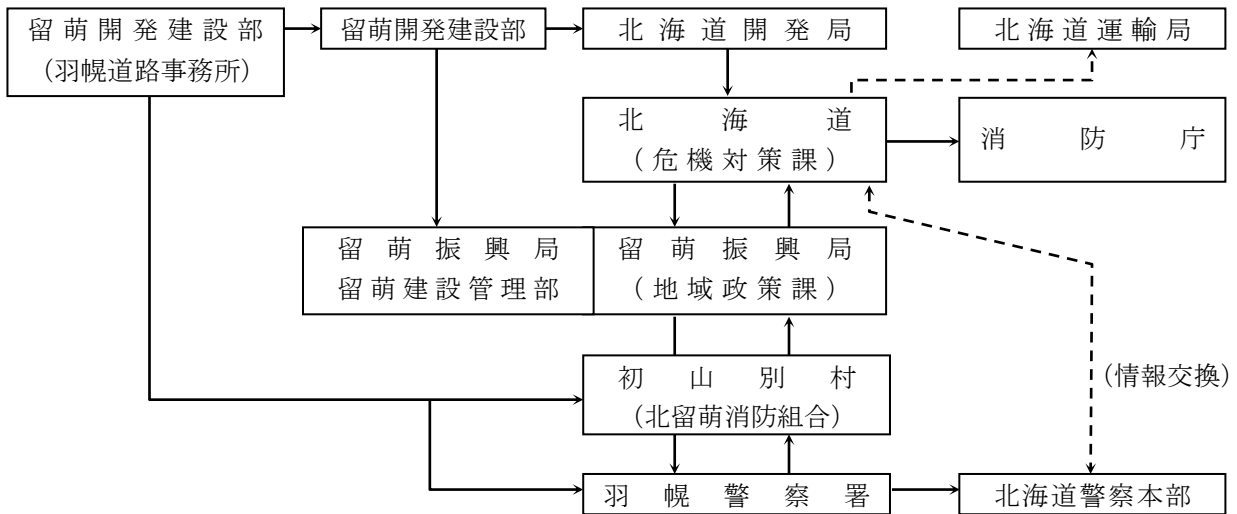 留萌開発建設部
(羽幌道路事務所)
留萌開発建設部
北海道開発局
北海道運輸局
北海道
(危機対策課)
消防庁
留萌振興局
留萌建設管理部
留萌振興局
(地域政策課)
初山別村
(北留萌消防組合)
(情報交換)
羽幌警察署
北海道警察本部